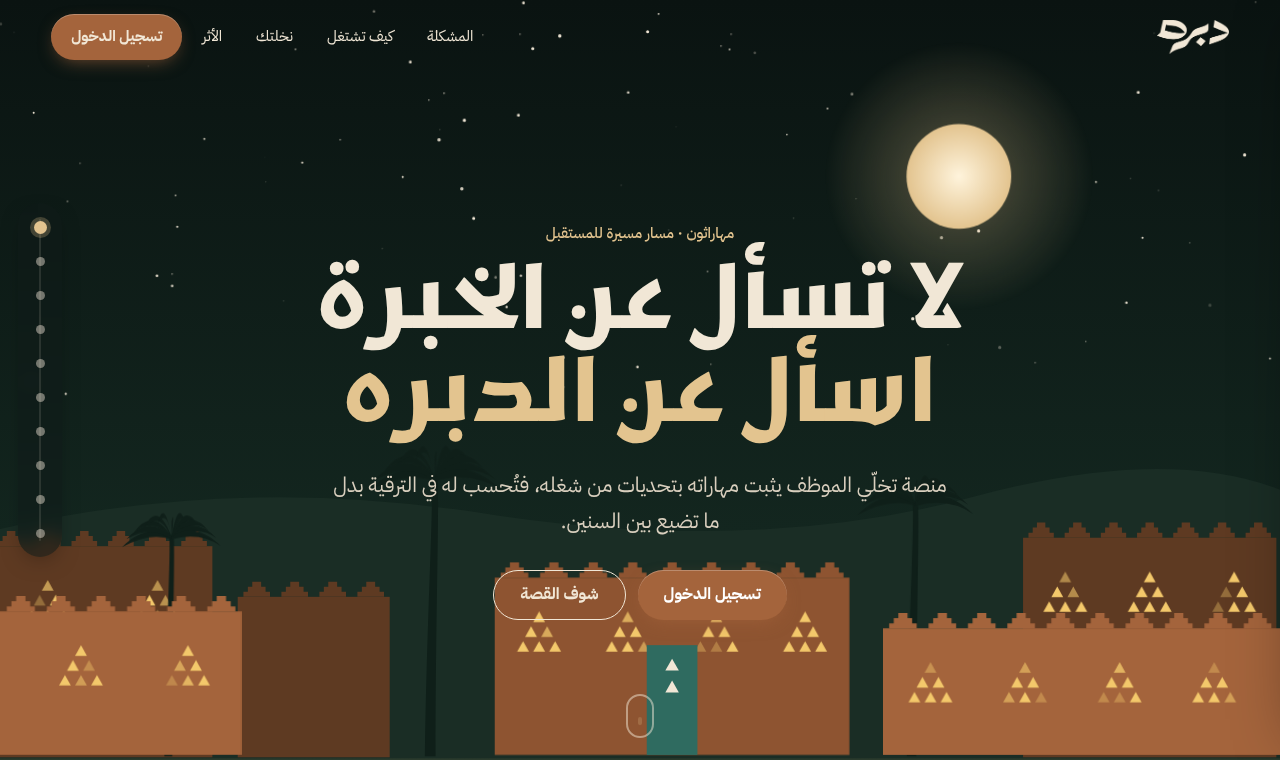 دبرة
المشكلة
كيف تشتغل
نخلتك
الأثر
تسجيل الدخول
مهاراثون · مسار مسيرة للمستقبل
لا تسأل عن الخبرة
اسأل عن الدبره
منصة تخلّي الموظف يثبت مهاراته بتحديات من شغله، فتُحسب له في الترقية بدل
ما تضيع بين السنين.
تسجيل الدخول
شوف القصة